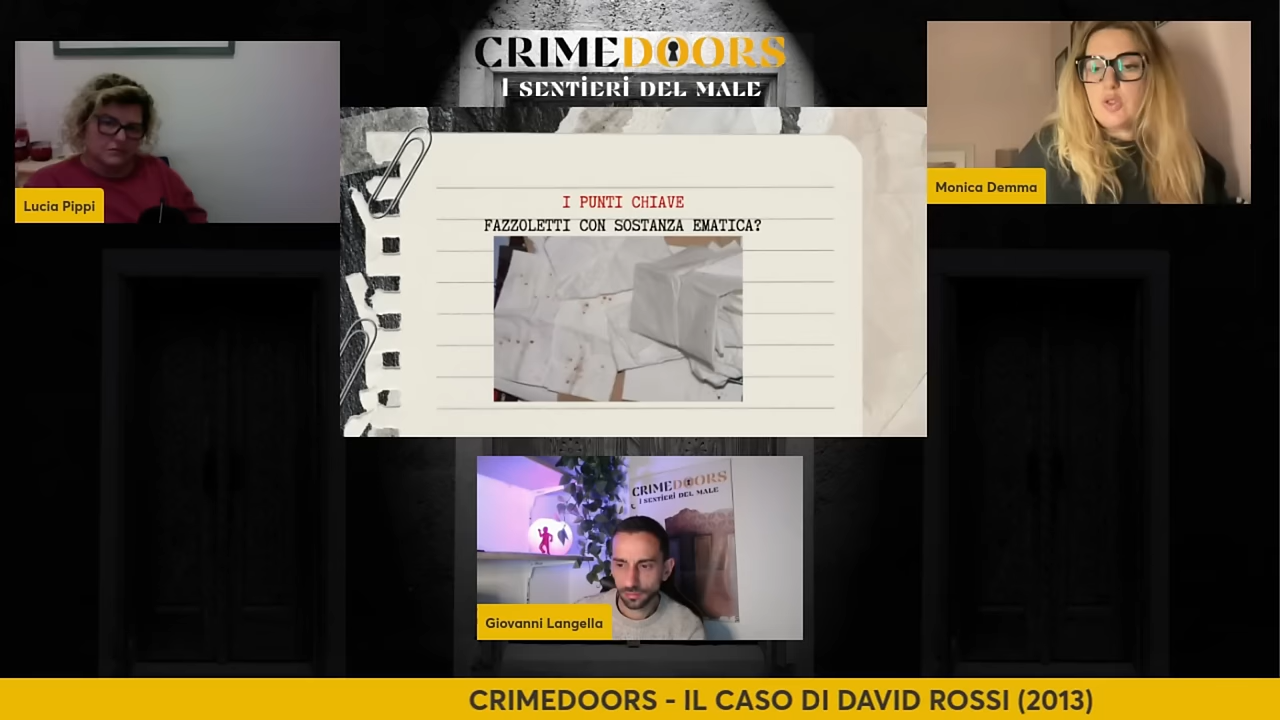 CRIMEDOORS
I SENTIERI DEL MALE
Lucia Pippi
Monica Demma
I PUNTI CHIAVE
FAZZOLETTI CON SOSTANZA EMATICA?
CRIMEDOORS
I SENTIERI DEL MALE
Giovanni Langella
CRIMEDOORS - IL CASO DI DAVID ROSSI (2013)